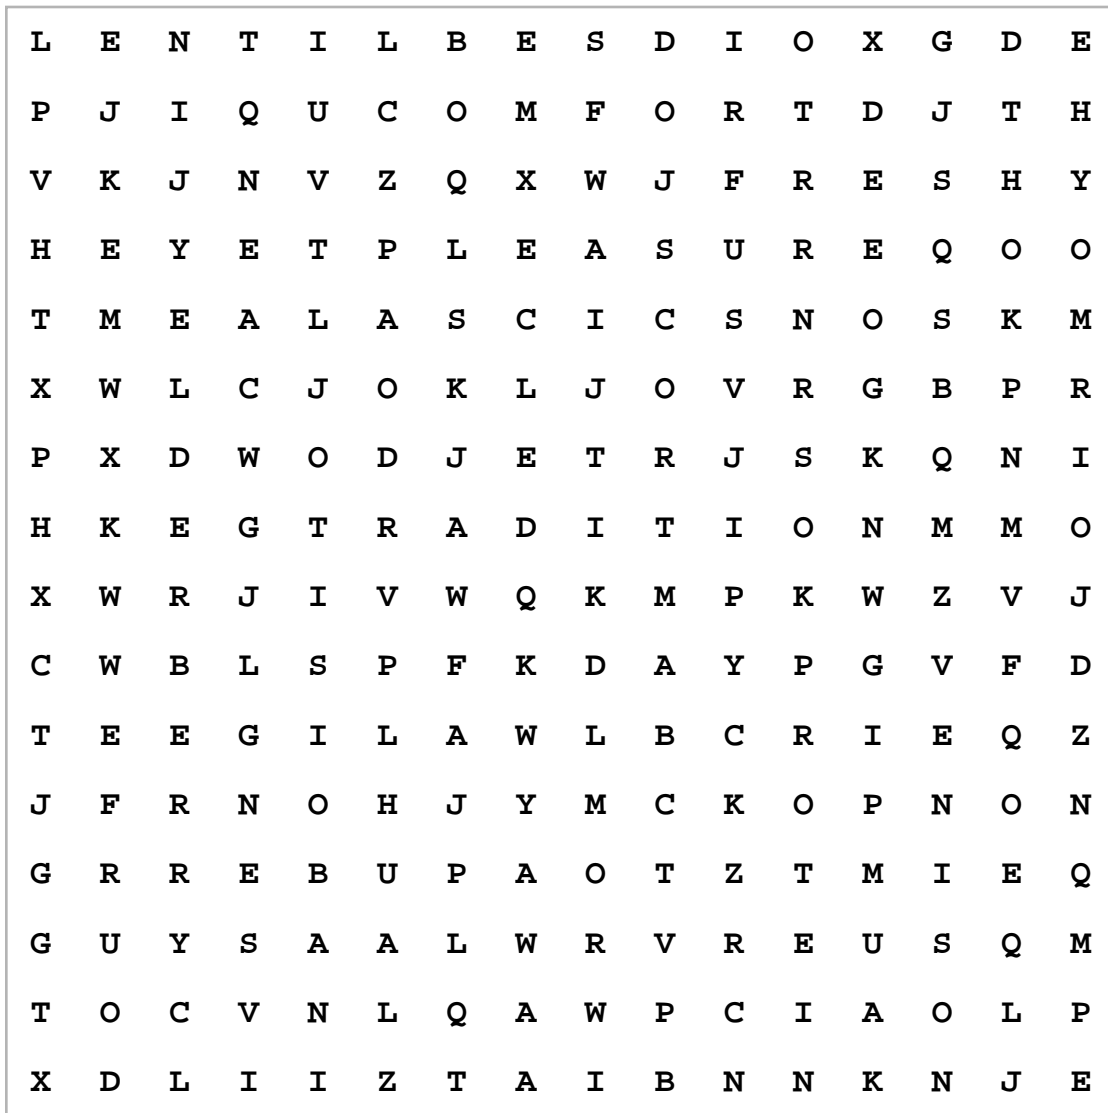 L E N T I L B E S D I O X G D E
P J I Q U C O M F O R T D J T H
V K J N V Z Q X W J F R E S H Y
H E Y E T P L E A S U R E Q O O
T M E A L A S C I C S N O S K M
X W L C J O K L J O V R G B P R
P X D W O D J E T R J S K Q N I
H K E G T R A D I T I O N M M O
X W R J I V W Q K M P K W Z V J
C W B L S P F K D A Y P G V F D
T E E G I L A W L B C R I E Q Z
J F R N O H J Y M C K O P N O N
G R R E B U P A O T Z T M I E Q
G U Y S A A L W R V R E U S Q M
T O C V N L Q A W P C I A O L P
X D L I I Z T A I B N N K N J E